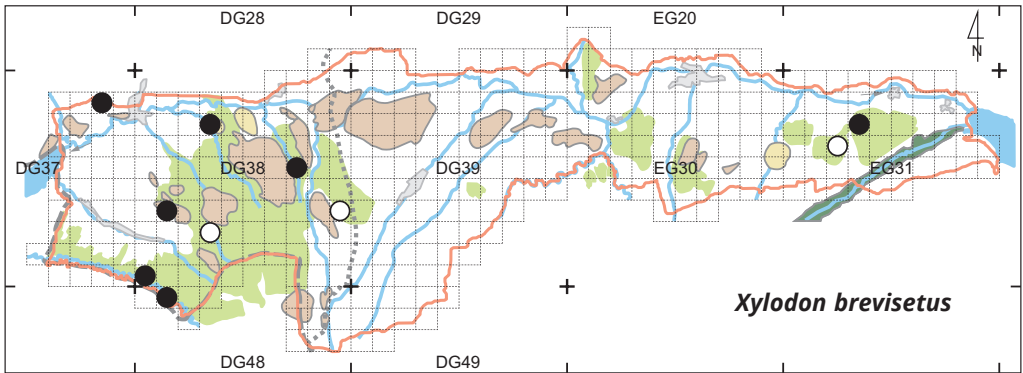 DG28 DG29 EG20
N
DG37 DG38 DG39 EG30 EG31
Xylodon brevisetus
DG48 DG49